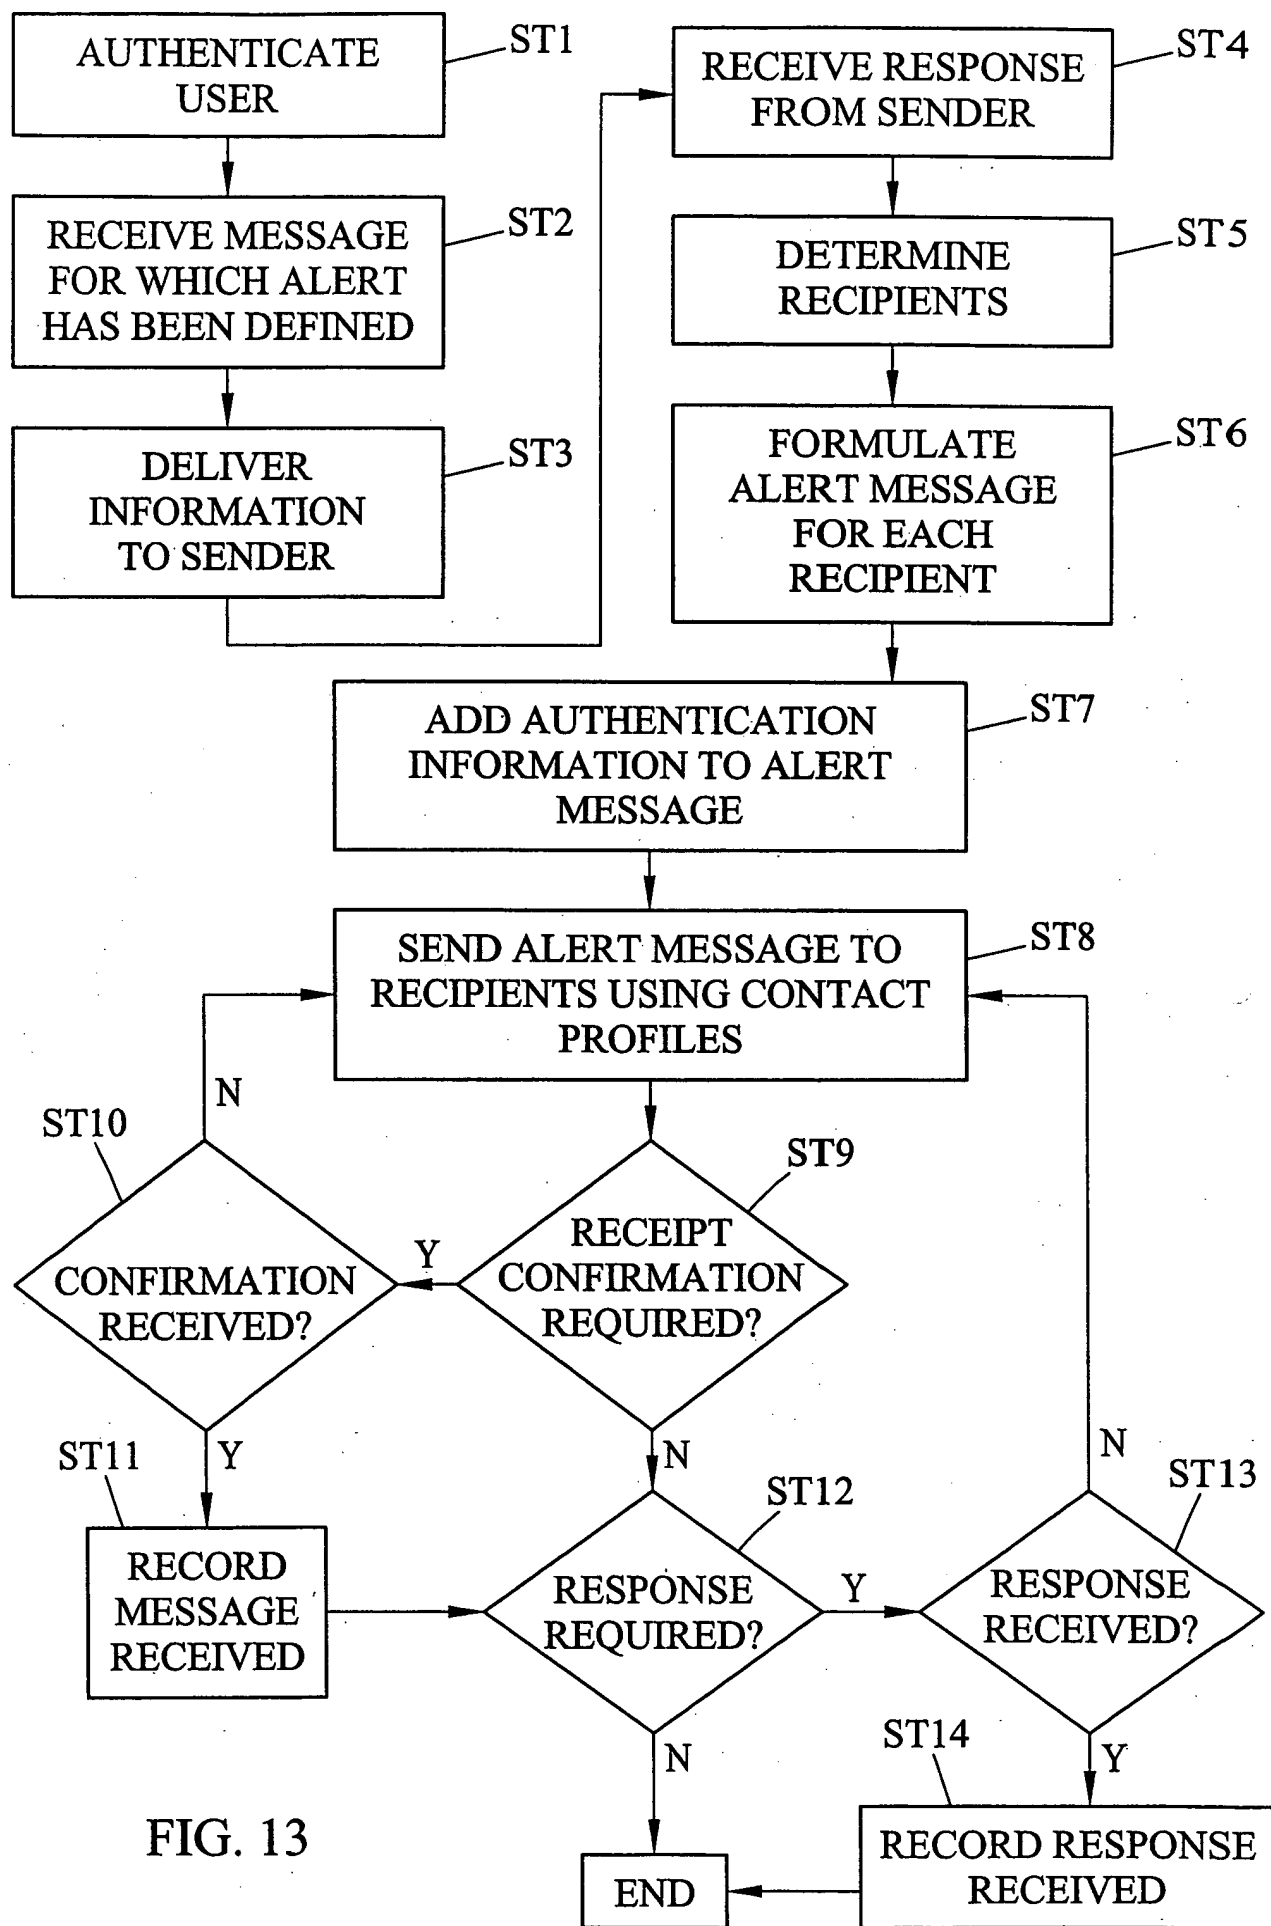 AUTHENTICATE
USER
ST1
RECEIVE MESSAGE
FOR WHICH ALERT
HAS BEEN DEFINED
ST2
DELIVER
INFORMATION
TO SENDER
ST3
RECEIVE RESPONSE
FROM SENDER
ST4
DETERMINE
RECIPIENTS
ST5
FORMULATE
ALERT MESSAGE
FOR EACH
RECIPIENT
ST6
ADD AUTHENTICATION
INFORMATION TO ALERT
MESSAGE
ST7
SEND ALERT MESSAGE TO
RECIPIENTS USING CONTACT
PROFILES
ST8
N
ST10
CONFIRMATION
RECEIVED?
Y
ST9
RECEIPT
CONFIRMATION
REQUIRED?
Y
N
ST11
RECORD
MESSAGE
RECEIVED
ST12
RESPONSE
REQUIRED?
Y
N
N
ST13
RESPONSE
RECEIVED?
Y
ST14
RECORD RESPONSE
RECEIVED
END
FIG. 13